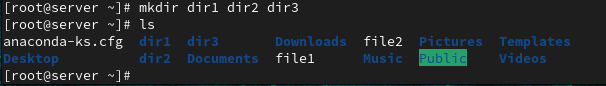 [root@server ~]# mkdir dir1 dir2 dir3
[root@server ~]# ls
anaconda-ks.cfg  dir1  dir3       Downloads  file2  Pictures  Templates
Desktop          dir2  Documents  file1      Music  Public    Videos
[root@server ~]#